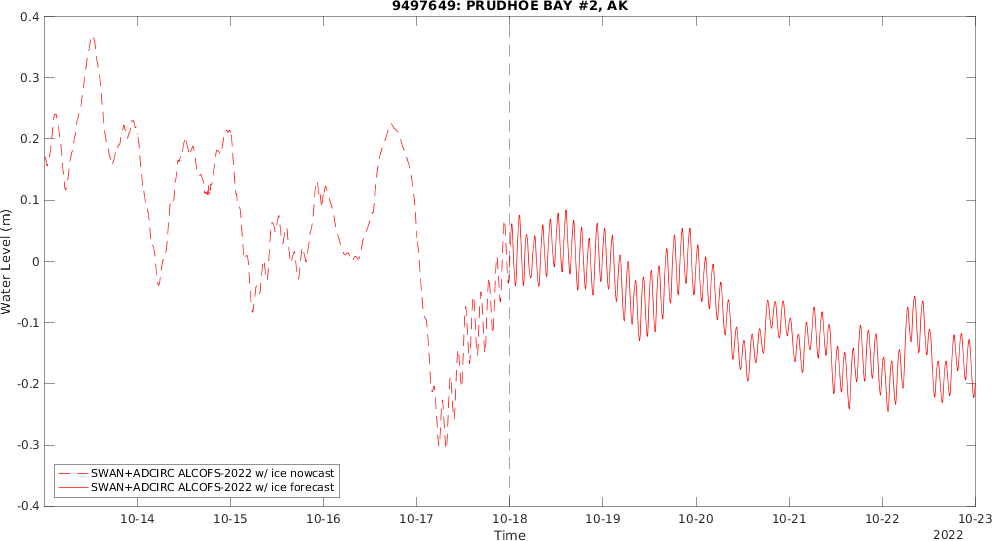 9497649: PRUDHOE BAY #2, AK
0.4
0.3
0.2
0.1
0
-0.1
-0.2
-0.3
-0.4
Water Level (m)
SWAN+ADCIRC ALCOFS-2022 w/ ice nowcast
SWAN+ADCIRC ALCOFS-2022 w/ ice forecast
10-14 10-15 10-16 10-17 10-18 10-19 10-20 10-21 10-22 10-23
Time
2022